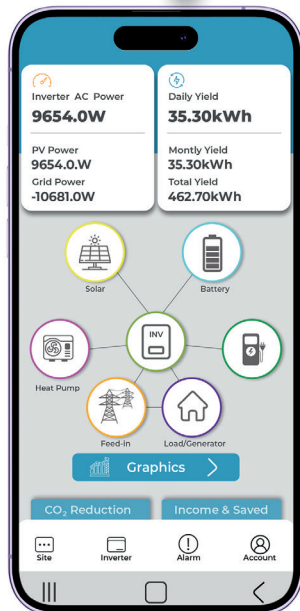 Inverter AC Power
9654.0W
PV Power
9654.0.W
Grid Power
-10681.0W
Daily Yield
35.30kWh
Montly Yield
35.30kWh
Total Yield
462.70kWh
Solar
Battery
INV
Heat Pump
Feed-in
Load/Generator
Graphics
CO₂ Reduction
Income & Saved
Site
Inverter
Alarm
Account